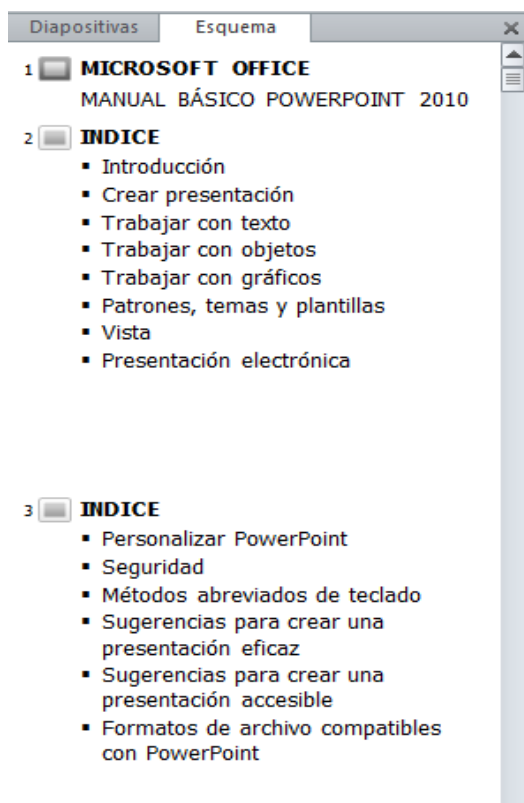 Diapositivas Esquema
1 MICROSOFT OFFICE
MANUAL BÁSICO POWERPOINT 2010
2 INDICE
▪ Introducción
▪ Crear presentación
▪ Trabajar con texto
▪ Trabajar con objetos
▪ Trabajar con gráficos
▪ Patrones, temas y plantillas
▪ Vista
▪ Presentación electrónica
3 INDICE
▪ Personalizar PowerPoint
▪ Seguridad
▪ Métodos abreviados de teclado
▪ Sugerencias para crear una
presentación eficaz
▪ Sugerencias para crear una
presentación accesible
▪ Formatos de archivo compatibles
con PowerPoint